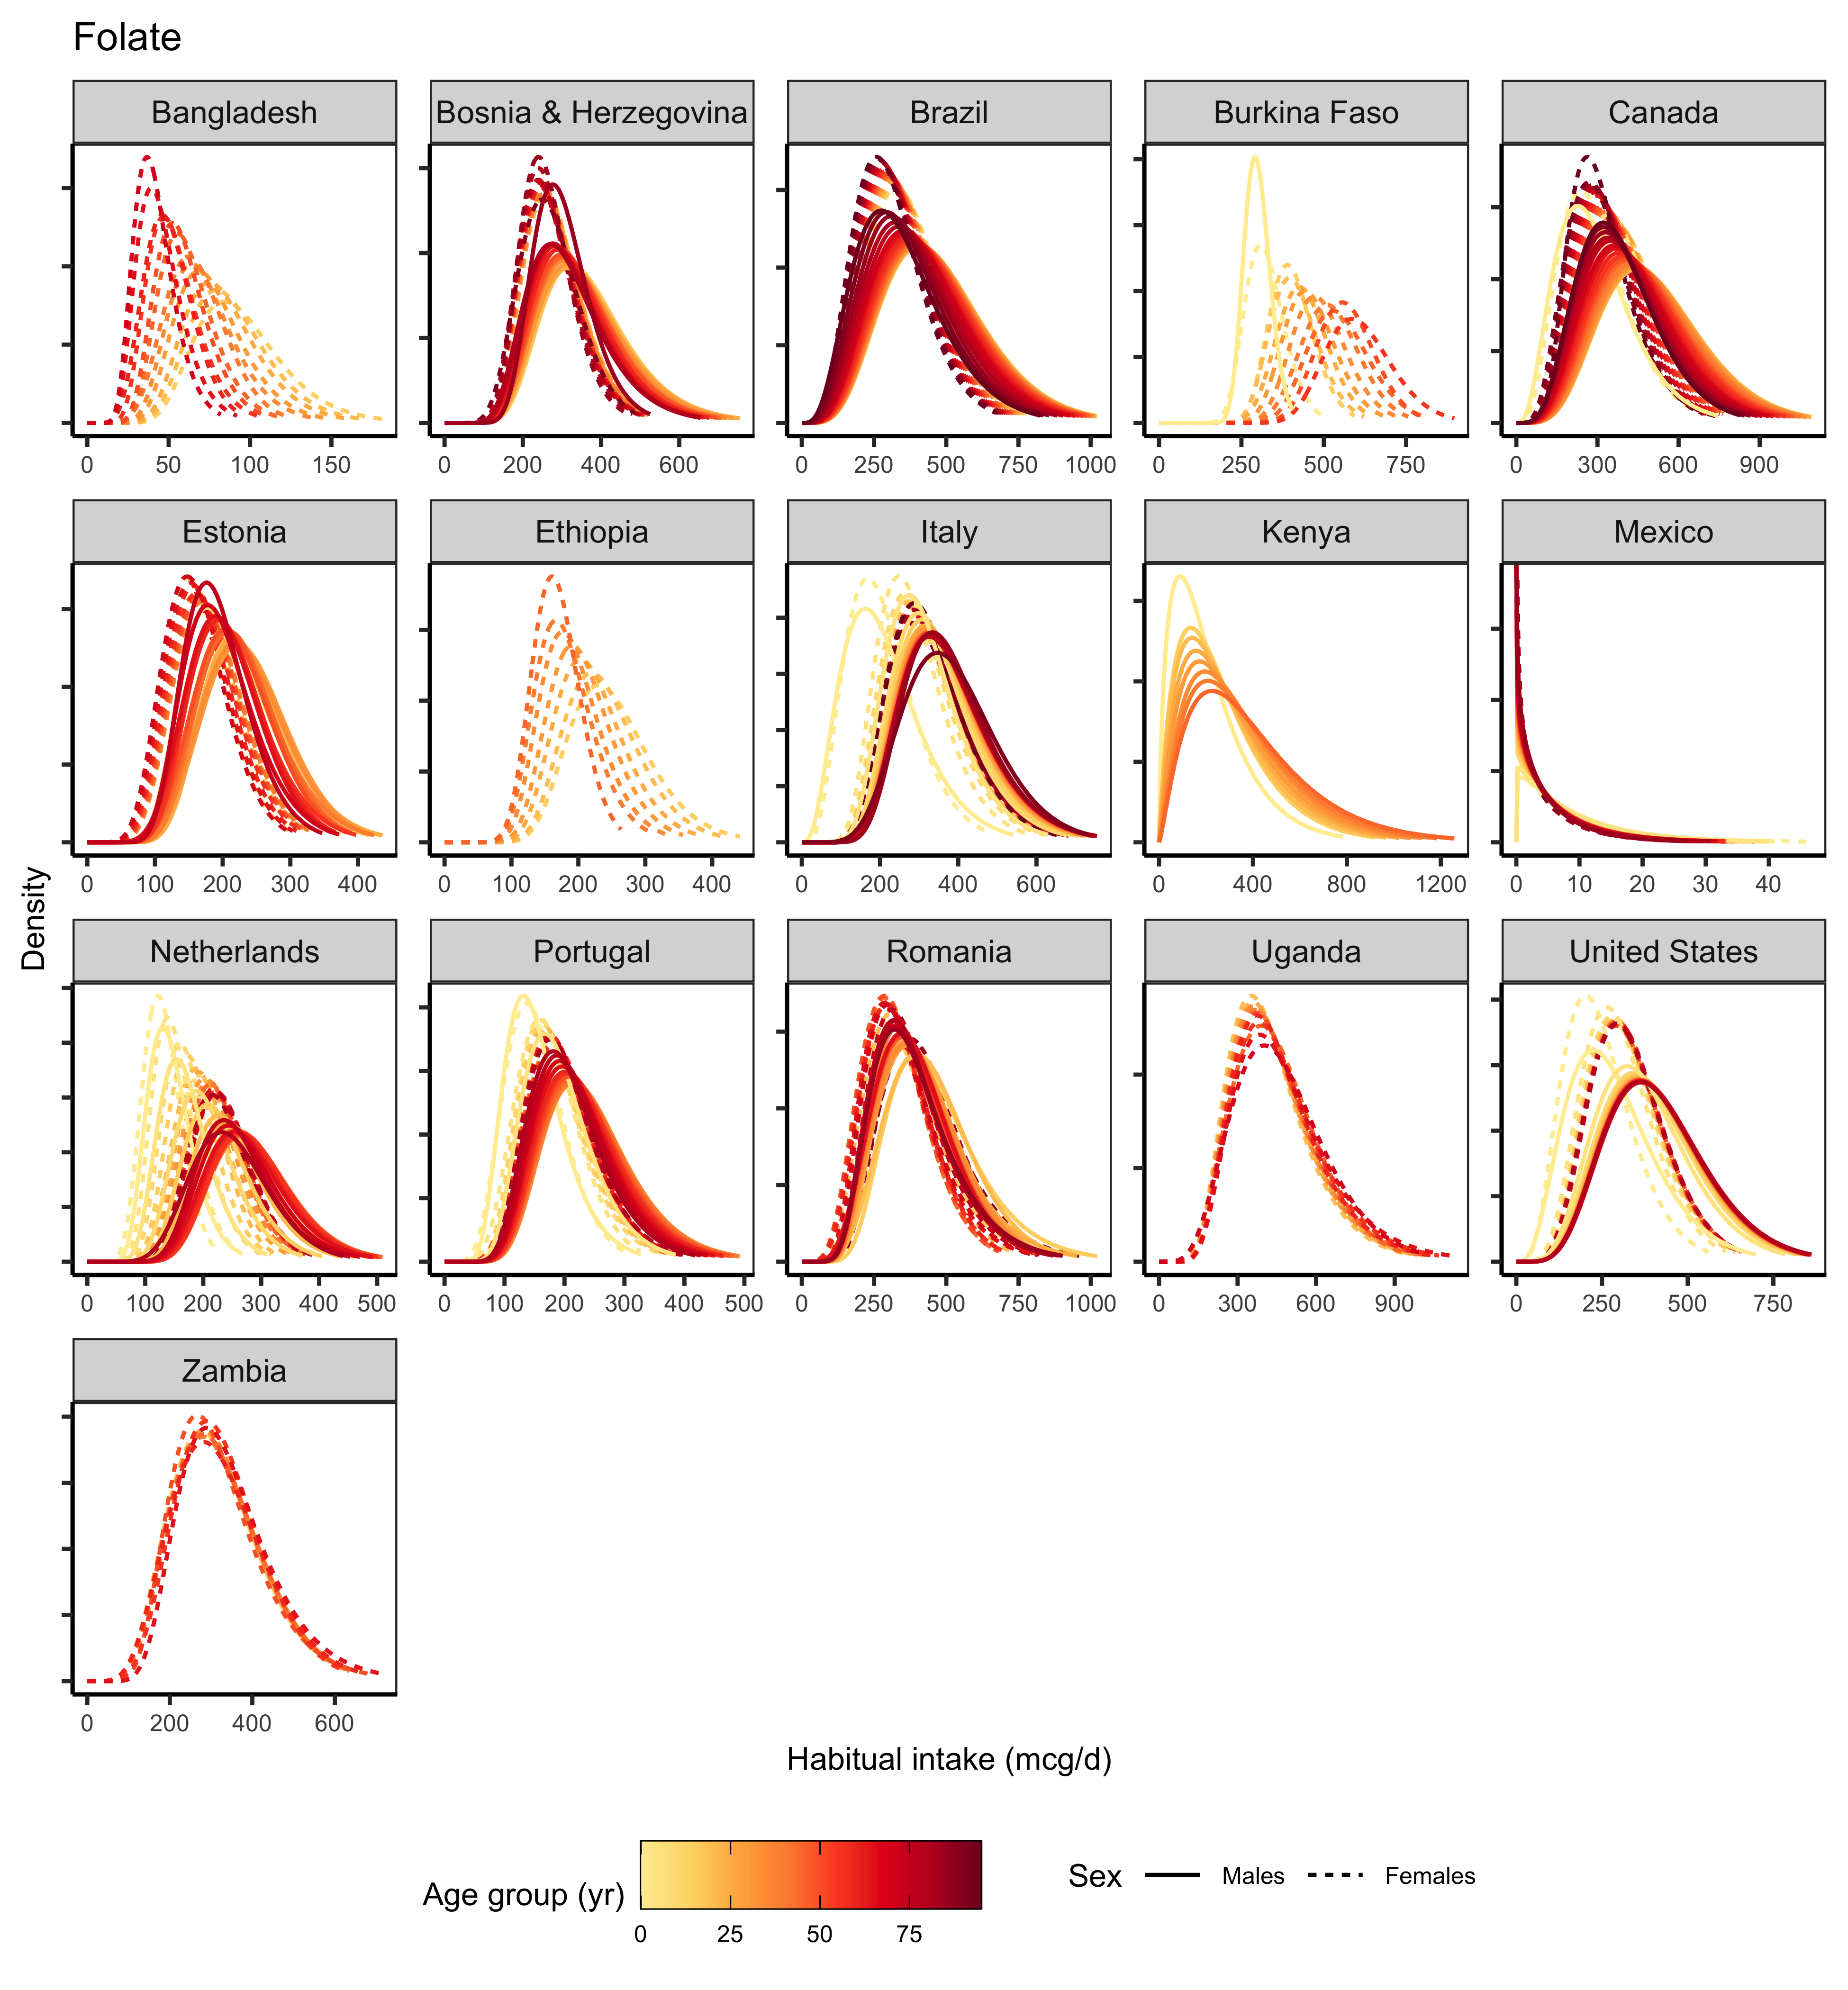 Folate
Bangladesh
Bosnia & Herzegovina
Brazil
Burkina Faso
Canada
0 50 100 150
0 200 400 600
0 250 500 750 1000
0 250 500 750
0 300 600 900
Estonia
Ethiopia
Italy
Kenya
Mexico
0 100 200 300 400
0 100 200 300 400
0 200 400 600
0 400 800 1200
0 10 20 30 40
Density
Netherlands
Portugal
Romania
Uganda
United States
0 100 200 300 400 500
0 100 200 300 400 500
0 250 500 750 1000
0 300 600 900
0 250 500 750
Zambia
0 200 400 600
Habitual intake (mcg/d)
Age group (yr)
0 25 50 75
Sex
Males
Females